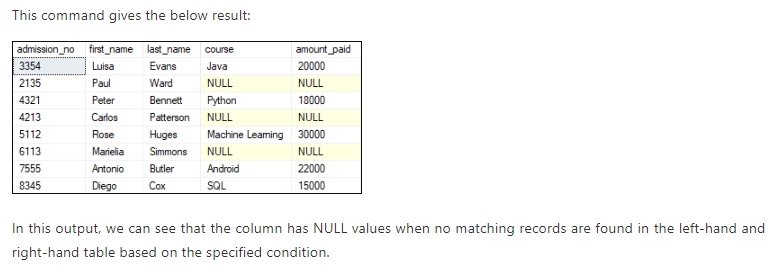 This command gives the below result:
admission_no first_name last_name course amount_paid
3354 Luisa Evans Java 20000
2135 Paul Ward NULL NULL
4321 Peter Bennett Python 18000
4213 Carlos Patterson NULL NULL
5112 Rose Huges Machine Learning 30000
6113 Marielia Simmons NULL NULL
7555 Antonio Butler Android 22000
8345 Diego Cox SQL 15000
In this output, we can see that the column has NULL values when no matching records are found in the left-hand and
right-hand table based on the specified condition.